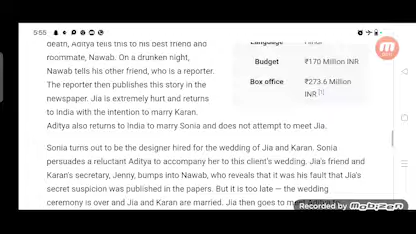 5:55
death, Aditya tells this to his best friend and
roommate, Nawab. On a drunken night,
Nawab tells his other friend, who is a reporter.
The reporter then publishes this story in the
newspaper. Jia is extremely hurt and returns
to India with the intention to marry Karan.
Aditya also returns to India to marry Sonia and does not attempt to meet Jia.
Language Hindi
Budget ₹170 Million INR
Box office ₹273.6 Million
INR [1]
Sonia turns out to be the designer hired for the wedding of Jia and Karan. Sonia
persuades a reluctant Aditya to accompany her to this client's wedding. Jia's friend and
Karan's secretary, Jenny, bumps into Nawab, who reveals that it was his fault that Jia's
secret suspicion was published in the papers. But it is too late — the wedding
ceremony is over and Jia and Karan are married. Jia then goes to meet Aditya
Recorded by mobizen